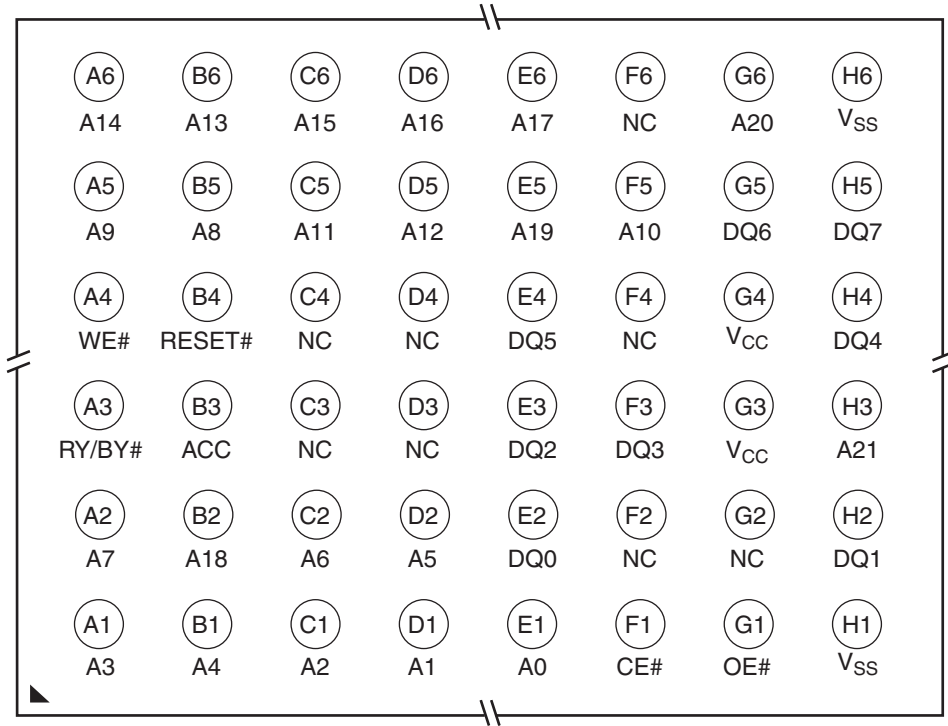 A6 B6 C6 D6 E6 F6 G6 H6
A14 A13 A15 A16 A17 NC A20 VSS
A5 B5 C5 D5 E5 F5 G5 H5
A9 A8 A11 A12 A19 A10 DQ6 DQ7
A4 B4 C4 D4 E4 F4 G4 H4
WE# RESET# NC NC DQ5 NC VCC DQ4
A3 B3 C3 D3 E3 F3 G3 H3
RY/BY# ACC NC NC DQ2 DQ3 VCC A21
A2 B2 C2 D2 E2 F2 G2 H2
A7 A18 A6 A5 DQ0 NC NC DQ1
A1 B1 C1 D1 E1 F1 G1 H1
A3 A4 A2 A1 A0 CE# OE# VSS